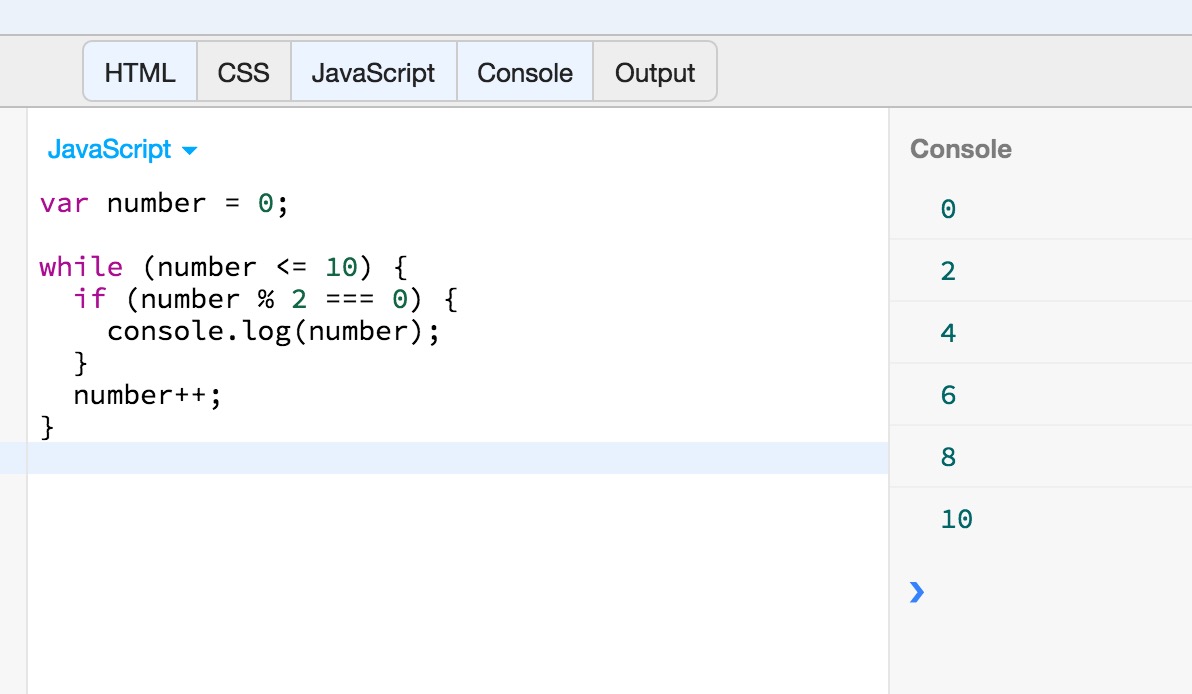 HTML CSS JavaScript Console Output
JavaScript
var number = 0;
while (number <= 10) {
  if (number % 2 === 0) {
    console.log(number);
  }
  number++;
}
Console
0
2
4
6
8
10